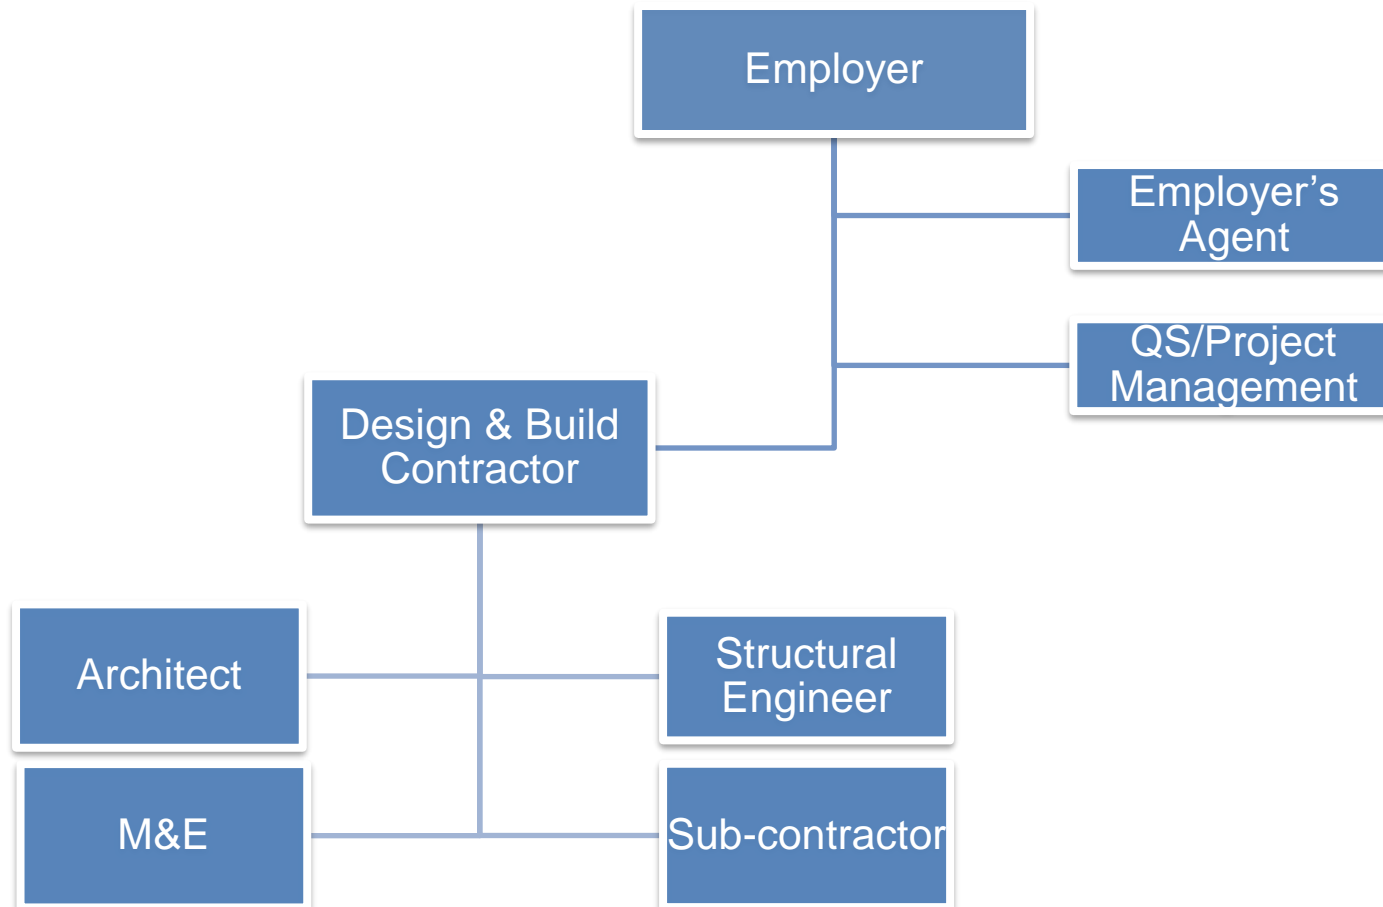 Employer
Employer’s
Agent
QS/Project
Management
Design & Build
Contractor
Architect
Structural
Engineer
M&E
Sub-contractor